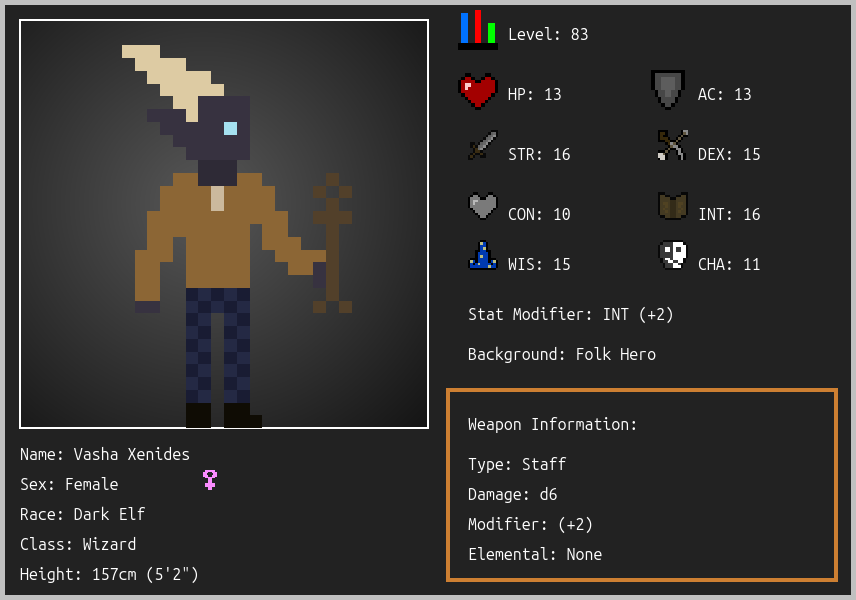 Level: 83
HP: 13
AC: 13
STR: 16
DEX: 15
CON: 10
INT: 16
WIS: 15
CHA: 11
Stat Modifier: INT (+2)
Background: Folk Hero
Weapon Information:
Type: Staff
Damage: d6
Modifier: (+2)
Elemental: None
Name: Vasha Xenides
Sex: Female
Race: Dark Elf
Class: Wizard
Height: 157cm (5'2")